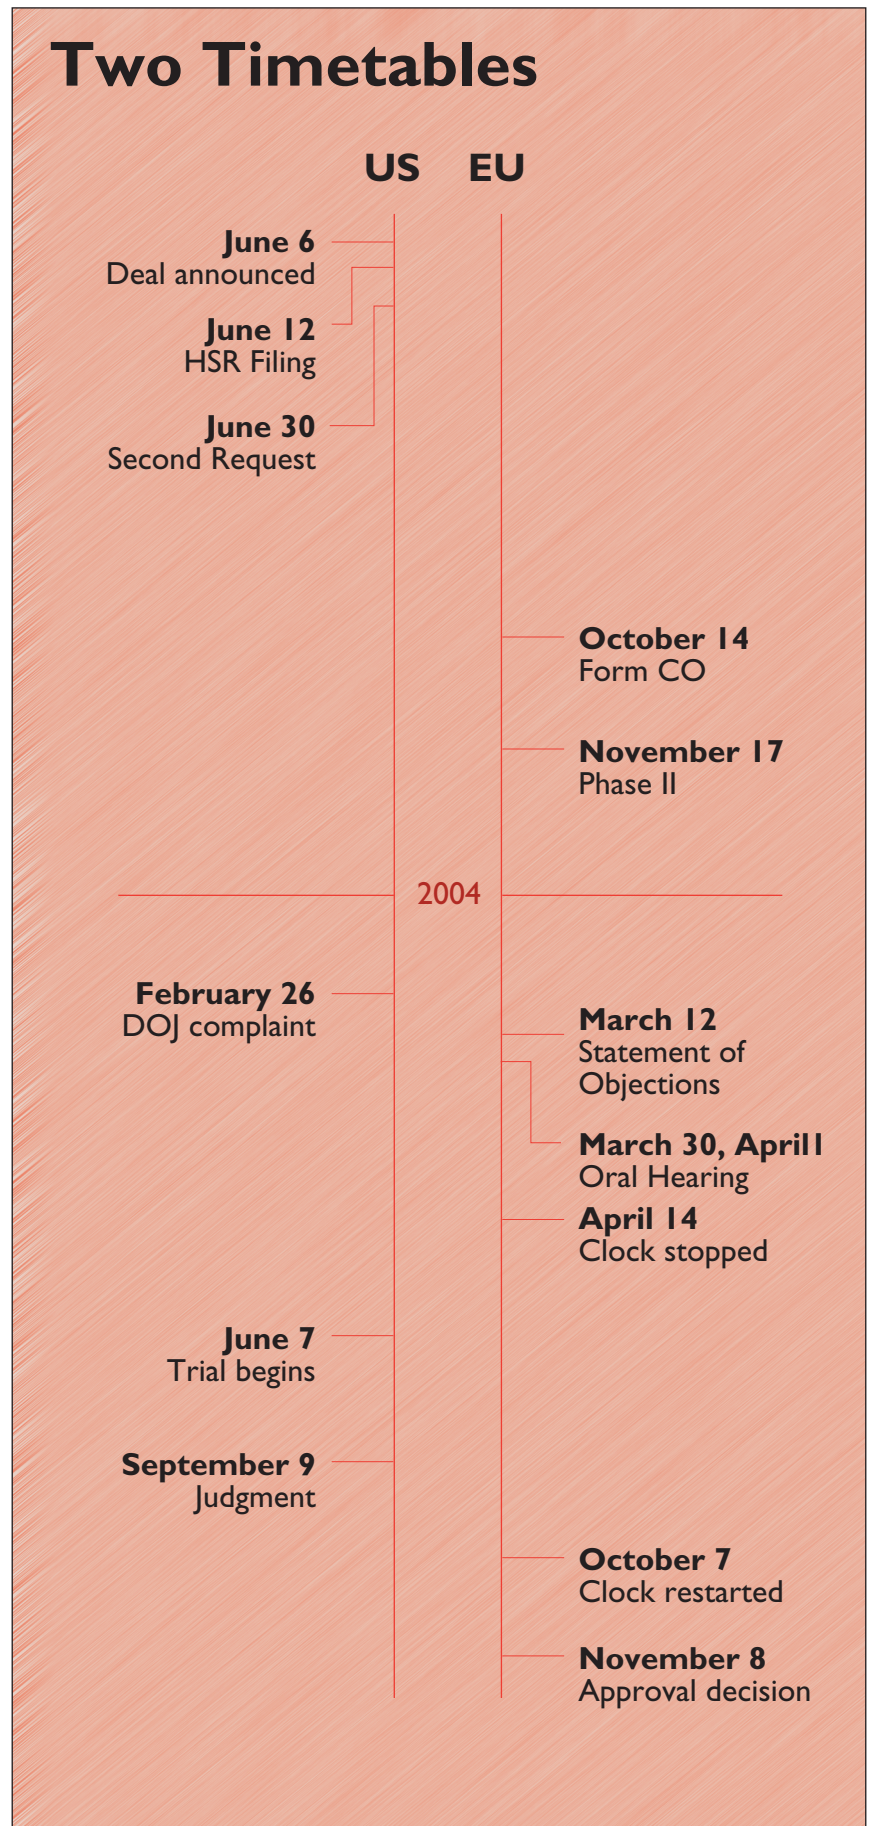 Two Timetables
US EU
June 6
Deal announced
June 12
HSR Filing
June 30
Second Request
October 14
Form CO
November 17
Phase II
2004
February 26
DOJ complaint
March 12
Statement of
Objections
March 30, April1
Oral Hearing
April 14
Clock stopped
June 7
Trial begins
September 9
Judgment
October 7
Clock restarted
November 8
Approval decision